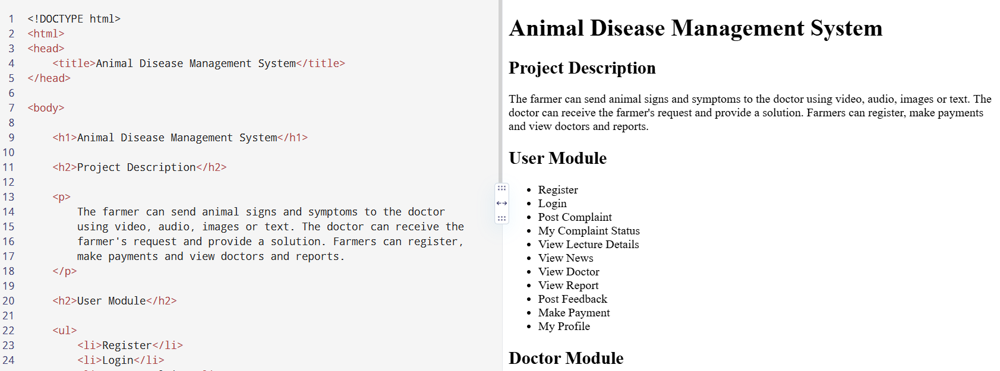 1 <!DOCTYPE html>
2 <html>
3 <head>
4 <title>Animal Disease Management System</title>
5 </head>
6
7 <body>
8
9 <h1>Animal Disease Management System</h1>
10
11 <h2>Project Description</h2>
12
13 <p>
14 The farmer can send animal signs and symptoms to the doctor
15 using video, audio, images or text. The doctor can receive the
16 farmer's request and provide a solution. Farmers can register,
17 make payments and view doctors and reports.
18 </p>
19
20 <h2>User Module</h2>
21
22 <ul>
23 <li>Register</li>
24 <li>Login</li>
Animal Disease Management System
Project Description
The farmer can send animal signs and symptoms to the doctor using video, audio, images or text. The
doctor can receive the farmer's request and provide a solution. Farmers can register, make payments
and view doctors and reports.
User Module
• Register
• Login
• Post Complaint
• My Complaint Status
• View Lecture Details
• View News
• View Doctor
• View Report
• Post Feedback
• Make Payment
• My Profile
Doctor Module